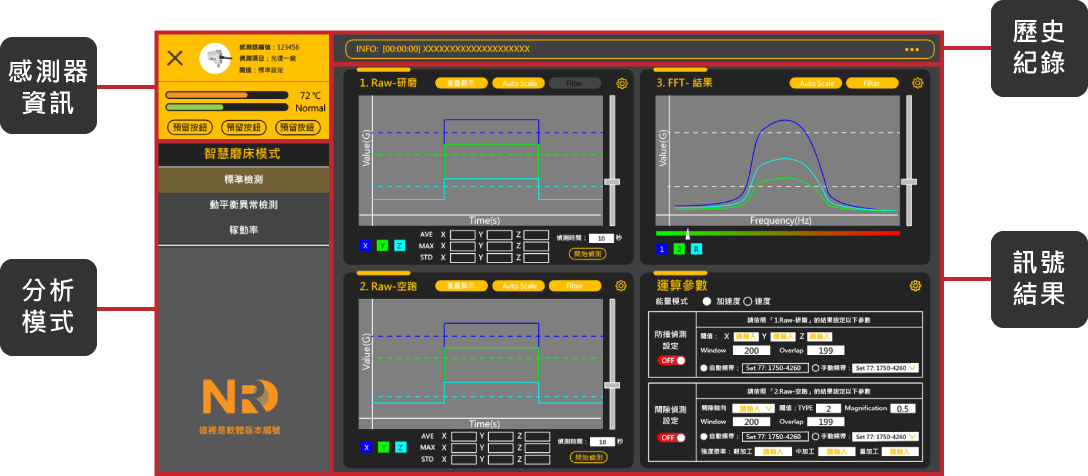 感測器
資訊
分析
模式
歷史
紀錄
訊號
結果
感測器編號：123456
偵測項目：光達一廠
閾值：標準設定
72℃
Normal
預留按鈕 預留按鈕 預留按鈕
智慧磨床模式
標準檢測
動平衡異常檢測
稼動率
NRD
這裡是軟體版本編號
INFO: [00:00:00] XXXXXXXXXXXXXXXXXXXX
1. Raw-研磨 重疊顯示 Auto Scale Filter
Value(G)
Time(s)
X Y Z
AVE X Y Z
MAX X Y Z
STD X Y Z
偵測時間： 10 秒
開始偵測
2. Raw-空跑 重疊顯示 Auto Scale Filter
Value(G)
Time(s)
X Y Z
AVE X Y Z
MAX X Y Z
STD X Y Z
偵測時間： 10 秒
開始偵測
3. FFT- 結果 Auto Scale Filter
Value(G)
Frequency(Hz)
1 2 R
運算參數
能量模式 加速度 速度
防撞偵測
設定
OFF
請依照「1.Raw-研磨」的結果設定以下參數
閾值： X 請輸入 Y 請輸入 Z 請輸入
Window 200 Overlap 199
自動頻帶： Set 77: 1750-4260 手動頻帶： Set 77: 1750-4260
間隙偵測
設定
OFF
請依照「2.Raw-空跑」的結果設定以下參數
間隙軸向 請輸入 閾值：TYPE 2 Magnification 0.5
Window 200 Overlap 199
自動頻帶： Set 77: 1750-4260 手動頻帶： Set 77: 1750-4260
強度倍率：輕加工 請輸入 中加工 請輸入 重加工 請輸入